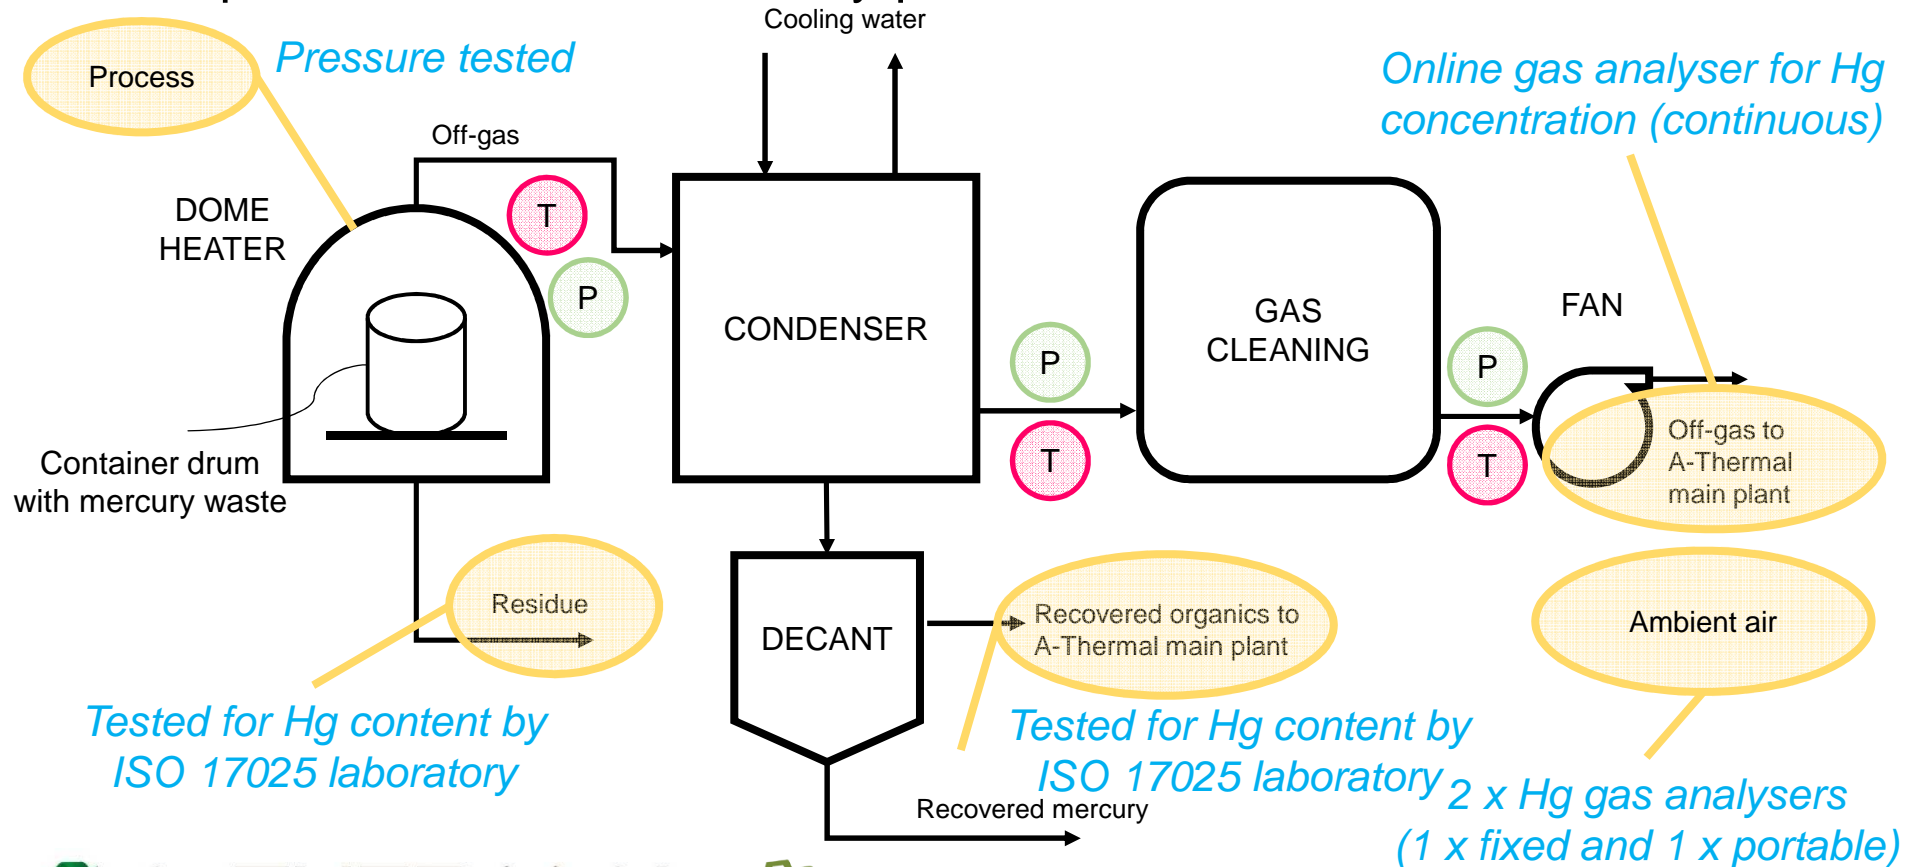 Cooling water
Process
Pressure tested
Online gas analyser for Hg
concentration (continuous)
Off-gas
DOME
HEATER
T
P
CONDENSER
GAS
CLEANING
FAN
P
T
P
T
Container drum
with mercury waste
Off-gas to
A-Thermal
main plant
Residue
DECANT
Recovered organics to
A-Thermal main plant
Ambient air
Tested for Hg content by
ISO 17025 laboratory
Tested for Hg content by
ISO 17025 laboratory
Recovered mercury
2 x Hg gas analysers
(1 x fixed and 1 x portable)